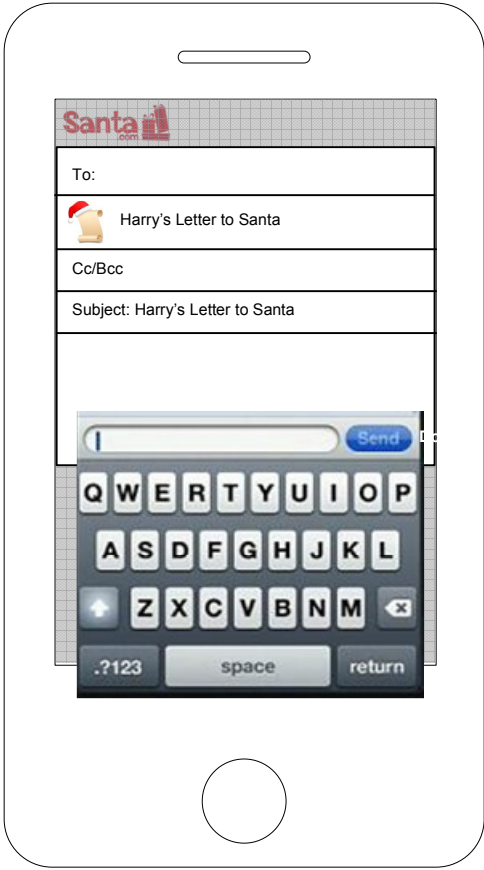 Santa
.com
To:
Harry's Letter to Santa
Cc/Bcc
Subject: Harry's Letter to Santa
Send
Q W E R T Y U I O P
A S D F G H J K L
Z X C V B N M
.?123 space return